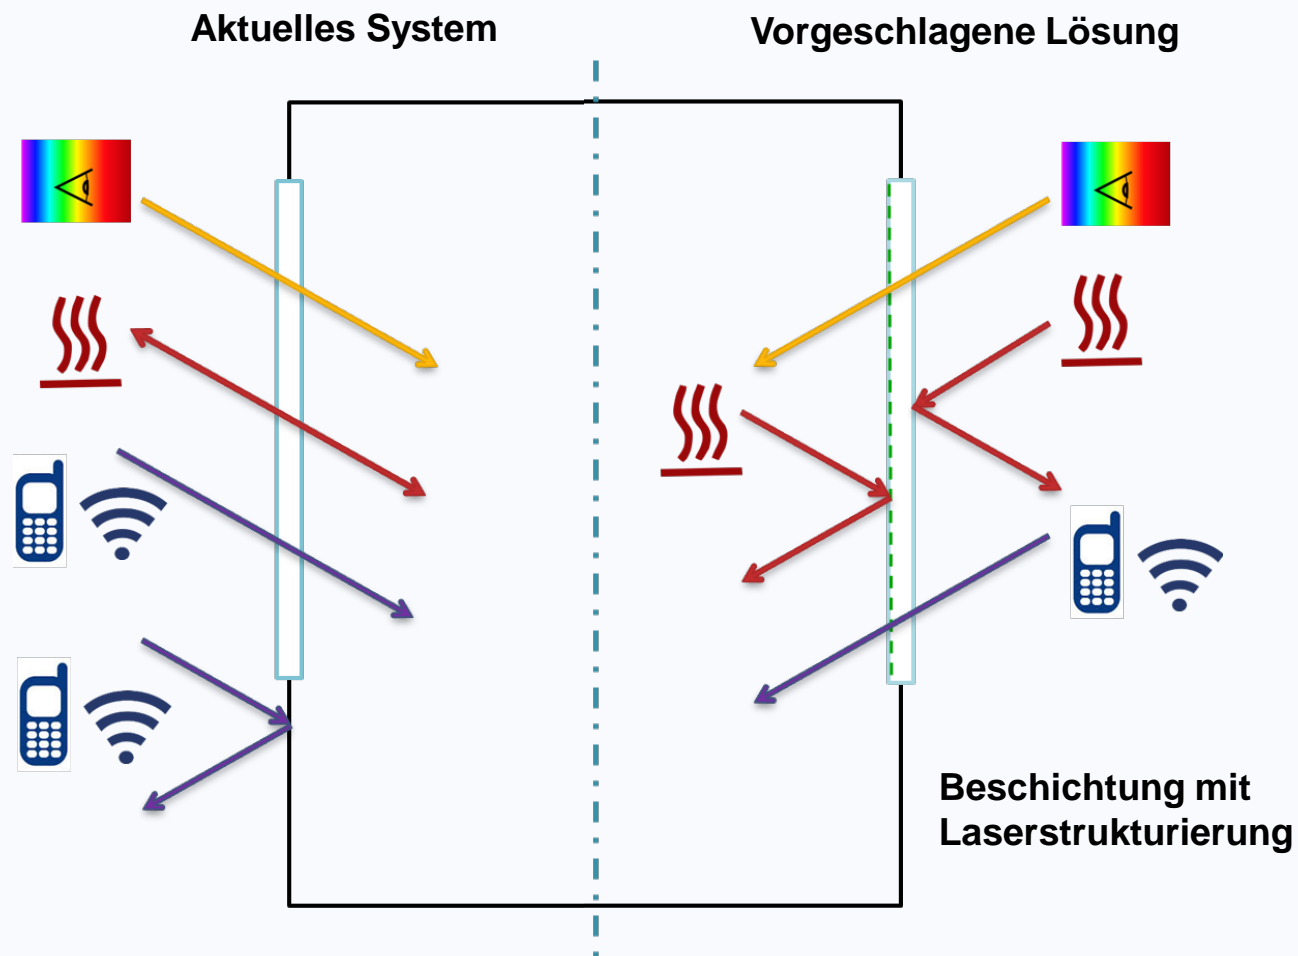 Aktuelles System
Vorgeschlagene Lösung
Beschichtung mit
Laserstrukturierung